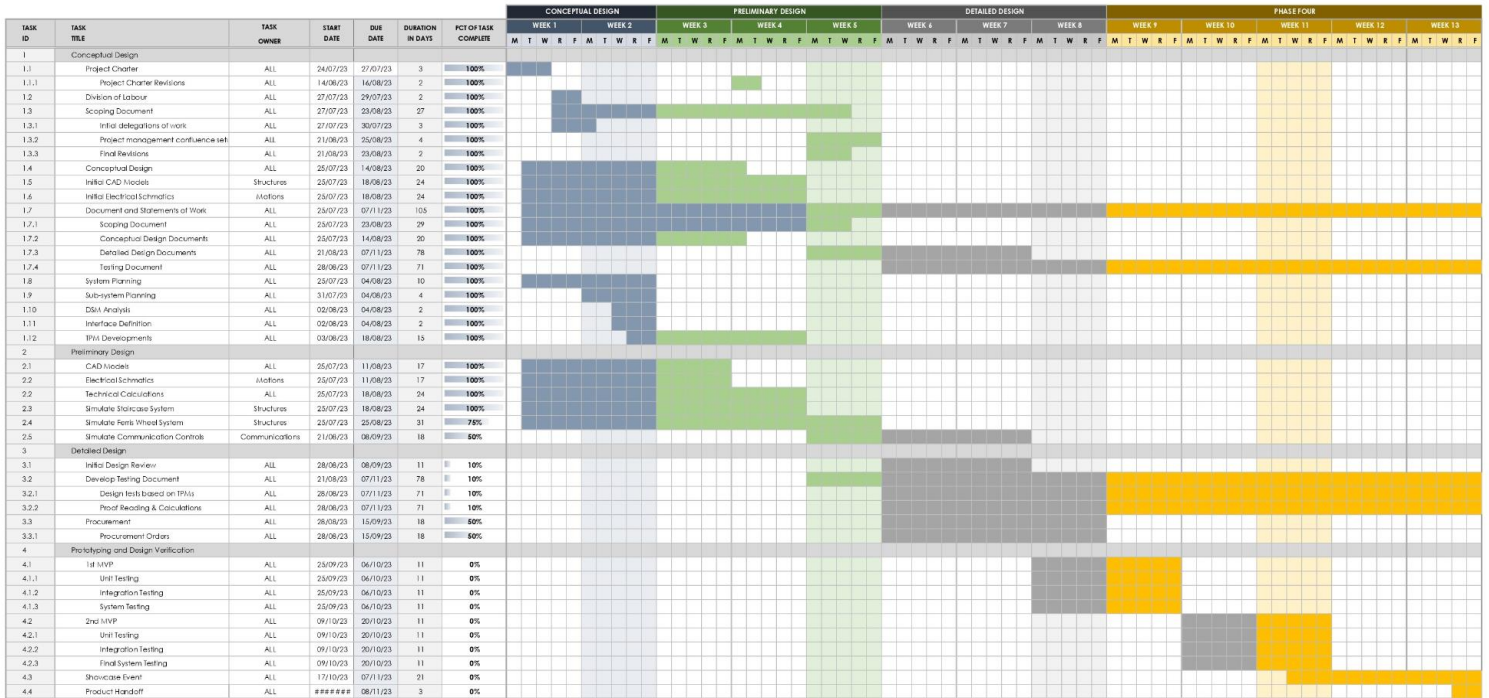 CONCEPTUAL DESIGN PRELIMINARY DESIGN DETAILED DESIGN PHASE FOUR
WEEK 1 WEEK 2 WEEK 3 WEEK 4 WEEK 5 WEEK 6 WEEK 7 WEEK 8 WEEK 9 WEEK 10 WEEK 11 WEEK 12 WEEK 13
TASK ID TASK TITLE TASK OWNER START DATE DUE DATE DURATION IN DAYS PCT OF TASK COMPLETE
M T W R F M T W R F M T W R F M T W R F M T W R F M T W R F M T W R F M T W R F M T W R F M T W R F M T W R F M T W R F M T W R F
1 Conceptual Design
1.1 Project Charter ALL 24/07/23 27/07/23 3 100%
1.1.1 Project Charter Revisions ALL 14/08/23 16/08/23 2 100%
1.2 Division of Labour ALL 27/07/23 29/07/23 2 100%
1.3 Scoping Document ALL 27/07/23 23/08/23 27 100%
1.3.1 Intial delegations of work ALL 27/07/23 30/07/23 3 100%
1.3.2 Project management confluence set ALL 21/08/23 25/08/23 4 100%
1.3.3 Final Revisions ALL 21/08/23 23/08/23 2 100%
1.4 Conceptual Design ALL 25/07/23 14/08/23 20 100%
1.5 Initial CAD Models Structures 25/07/23 18/08/23 24 100%
1.6 Initial Electrical Schmatics Motions 25/07/23 18/08/23 24 100%
1.7 Document and Statements of Work ALL 25/07/23 07/11/23 105 100%
1.7.1 Scoping Document ALL 25/07/23 23/08/23 29 100%
1.7.2 Conceptual Design Documents ALL 25/07/23 14/08/23 20 100%
1.7.3 Detailed Design Documents ALL 21/08/23 07/11/23 78 100%
1.7.4 Testing Document ALL 28/08/23 07/11/23 71 100%
1.8 System Planning ALL 25/07/23 04/08/23 10 100%
1.9 Sub-system Planning ALL 31/07/23 04/08/23 4 100%
1.10 DSM Analysis ALL 02/08/23 04/08/23 2 100%
1.11 Interface Definition ALL 02/08/23 04/08/23 2 100%
1.12 TPM Developments ALL 03/08/23 18/08/23 15 100%
2 Preliminary Design
2.1 CAD Models ALL 25/07/23 11/08/23 17 100%
2.2 Electrical Schmatics Motions 25/07/23 11/08/23 17 100%
2.2 Technical Calculations ALL 25/07/23 18/08/23 24 100%
2.3 Simulate Staircase System Structures 25/07/23 18/08/23 24 100%
2.4 Simulate Ferris Wheel System Structures 25/07/23 25/08/23 31 75%
2.5 Simulate Communication Controls Communications 21/08/23 08/09/23 18 50%
3 Detailed Design
3.1 Initial Design Review ALL 28/08/23 08/09/23 11 10%
3.2 Develop Testing Document ALL 21/08/23 07/11/23 78 10%
3.2.1 Design tests based on TPMs ALL 28/08/23 07/11/23 71 10%
3.2.2 Proof Reading & Calculations ALL 28/08/23 07/11/23 71 10%
3.3 Procurement ALL 28/08/23 15/09/23 18 50%
3.3.1 Procurement Orders ALL 28/08/23 15/09/23 18 50%
4 Prototyping and Design Verification
4.1 1st MVP ALL 25/09/23 06/10/23 11 0%
4.1.1 Unit Testing ALL 25/09/23 06/10/23 11 0%
4.1.2 Integration Testing ALL 25/09/23 06/10/23 11 0%
4.1.3 System Testing ALL 25/09/23 06/10/23 11 0%
4.2 2nd MVP ALL 09/10/23 20/10/23 11 0%
4.2.1 Unit Testing ALL 09/10/23 20/10/23 11 0%
4.2.2 Integration Testing ALL 09/10/23 20/10/23 11 0%
4.2.3 Final System Testing ALL 09/10/23 20/10/23 11 0%
4.3 Showcase Event ALL 17/10/23 07/11/23 21 0%
4.4 Product Handoff ALL ####### 08/11/23 3 0%